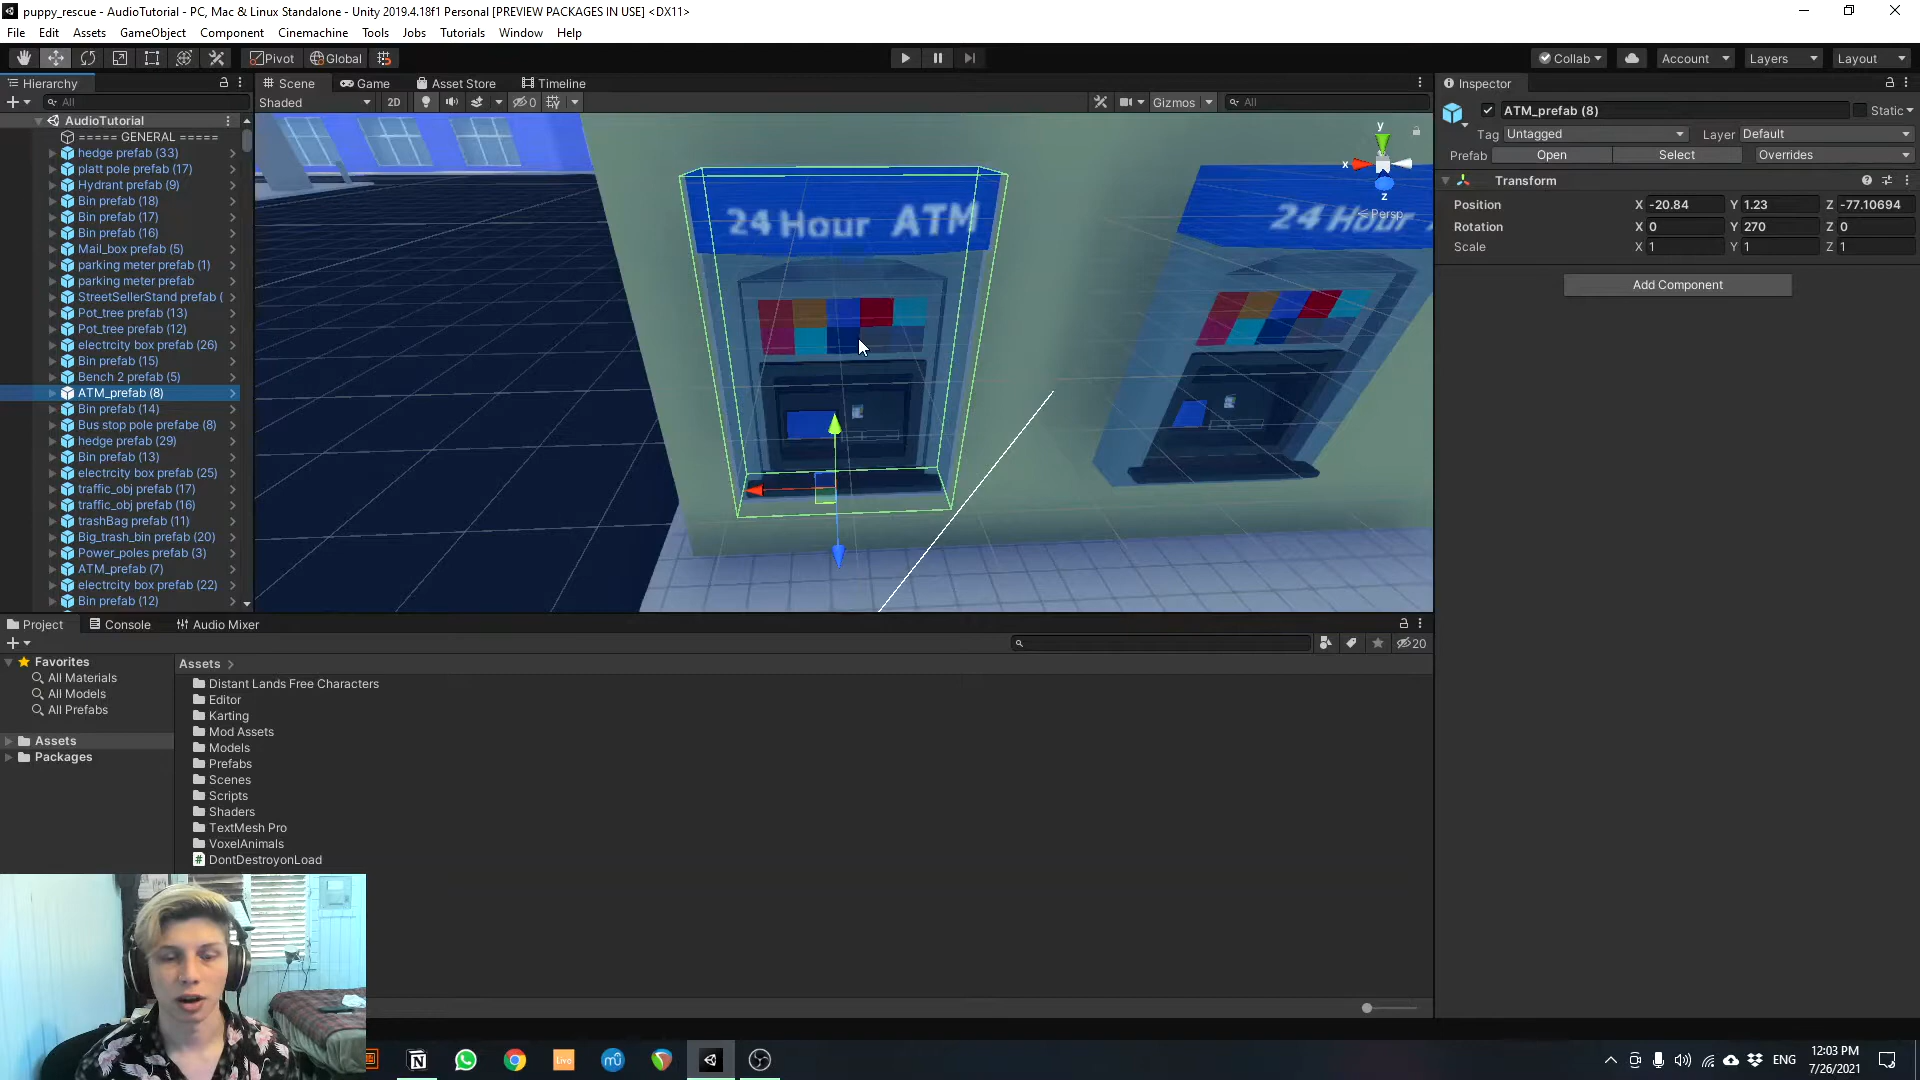 puppy_rescue - AudioTutorial - PC, Mac & Linux Standalone - Unity 2019.4.18f1 Personal [PREVIEW PACKAGES IN USE] <DX11>
File Edit Assets GameObject Component Cinemachine Tools Jobs Tutorials Window Help
Pivot Global Collab Account Layers Layout
Hierarchy Scene Game Asset Store Timeline Inspector
All Shaded 2D 0 Gizmos All ATM_prefab (8) Static
AudioTutorial
===== GENERAL =====
hedge prefab (33)
platt pole prefab (17)
Hydrant prefab (9)
Bin prefab (18)
Bin prefab (17)
Bin prefab (16)
Mail_box prefab (5)
parking meter prefab (1)
parking meter prefab
StreetSellerStand prefab (
Pot_tree prefab (13)
Pot_tree prefab (12)
electrcity box prefab (26)
Bin prefab (15)
Bench 2 prefab (5)
ATM_prefab (8)
Bin prefab (14)
Bus stop pole prefabe (8)
hedge prefab (29)
Bin prefab (13)
electrcity box prefab (25)
traffic_obj prefab (17)
traffic_obj prefab (16)
trashBag prefab (11)
Big_trash_bin prefab (20)
Power_poles prefab (3)
ATM_prefab (7)
electrcity box prefab (22)
Bin prefab (12)
24 Hour ATM
24 Hour
y
x
z
Persp
Tag Untagged Layer Default
Prefab Open Select Overrides
Transform
Position X -20.84 Y 1.23 Z -77.10694
Rotation X 0 Y 270 Z 0
Scale X 1 Y 1 Z 1
Add Component
Project Console Audio Mixer
20
Favorites
All Materials
All Models
All Prefabs
Assets
Packages
Assets
Distant Lands Free Characters
Editor
Karting
Mod Assets
Models
Prefabs
Scenes
Scripts
Shaders
TextMesh Pro
VoxelAnimals
DontDestroyonLoad
Live
mü
ENG
12:03 PM
7/26/2021